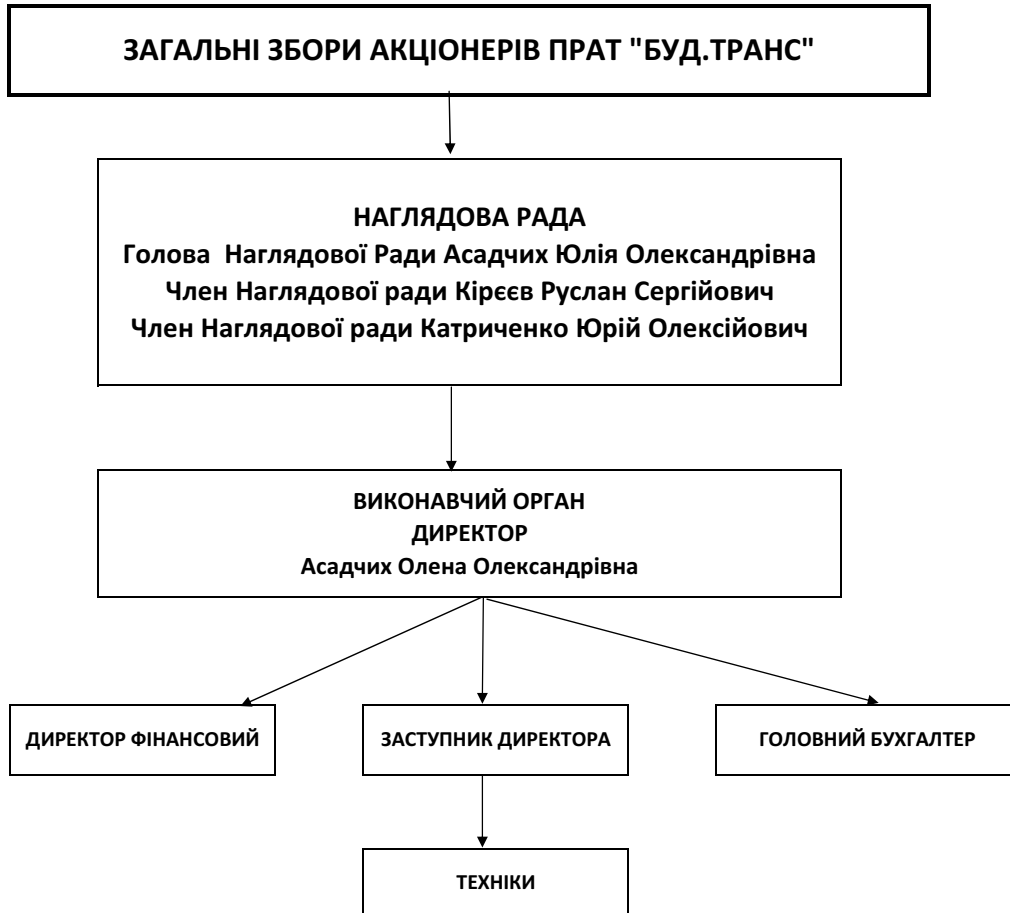 ЗАГАЛЬНІ ЗБОРИ АКЦІОНЕРІВ ПРАТ "БУД.ТРАНС"
НАГЛЯДОВА РАДА
Голова Наглядової Ради Асадчих Юлія Олександрівна
Член Наглядової ради Кірєєв Руслан Сергійович
Член Наглядової ради Катриченко Юрій Олексійович
ВИКОНАВЧИЙ ОРГАН
ДИРЕКТОР
Асадчих Олена Олександрівна
ДИРЕКТОР ФІНАНСОВИЙ
ЗАСТУПНИК ДИРЕКТОРА
ГОЛОВНИЙ БУХГАЛТЕР
ТЕХНІКИ